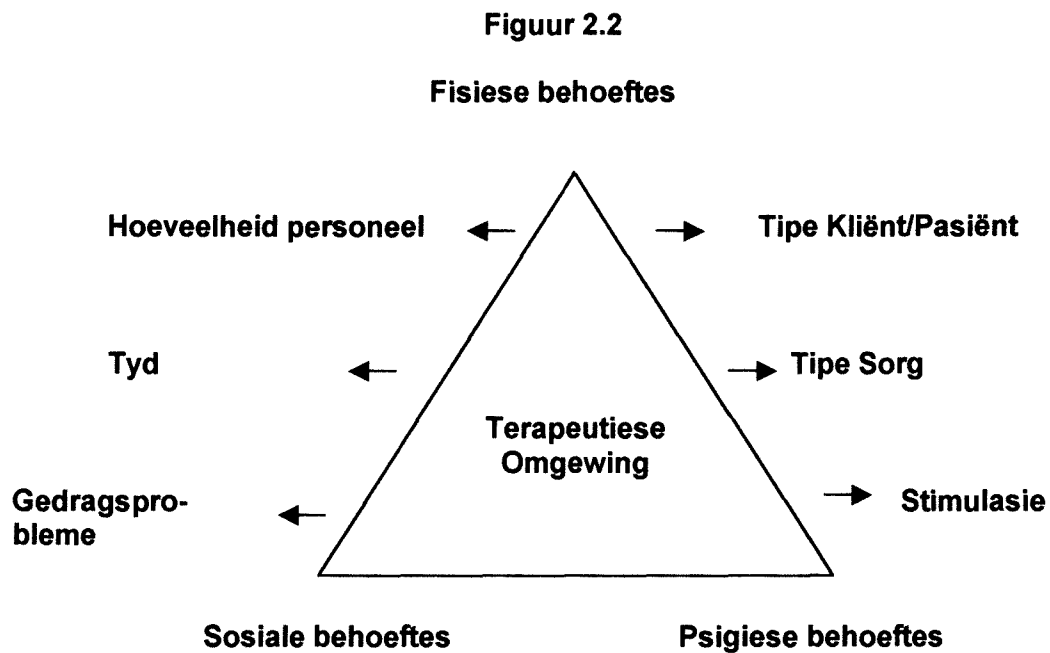 Figuur 2.2
Fisiese behoeftes
Hoeveelheid personeel
Tipe Kliënt/Pasiënt
Tyd
Tipe Sorg
Terapeutiese
Omgewing
Gedragspro-
bleme
Stimulasie
Sosiale behoeftes
Psigiese behoeftes